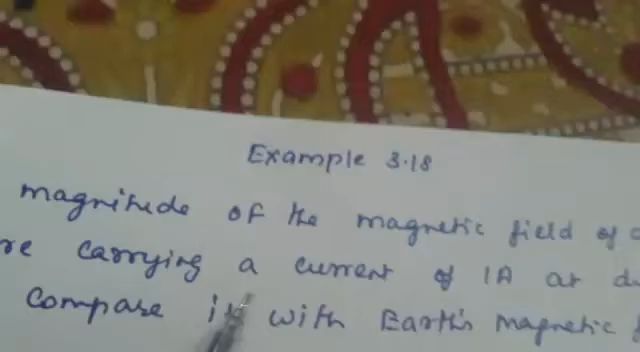 Example 3.18
magnitude of the magnetic field of
carrying a current of 1A at
compare it with Earth's magnetic